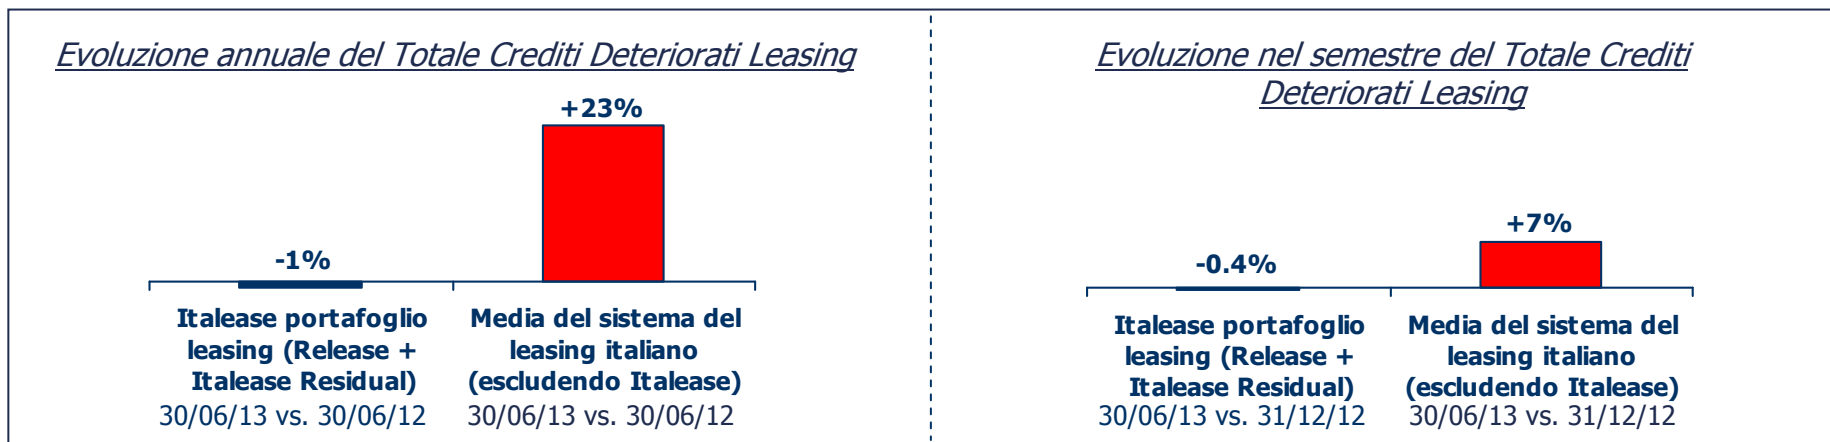 Evoluzione annuale del Totale Crediti Deteriorati Leasing
+23%
-1%
Italease portafoglio
leasing (Release +
Italease Residual)
30/06/13 vs. 30/06/12
Media del sistema del
leasing italiano
(escludendo Italease)
30/06/13 vs. 30/06/12
Evoluzione nel semestre del Totale Crediti
Deteriorati Leasing
+7%
-0.4%
Italease portafoglio
leasing (Release +
Italease Residual)
30/06/13 vs. 31/12/12
Media del sistema del
leasing italiano
(escludendo Italease)
30/06/13 vs. 31/12/12